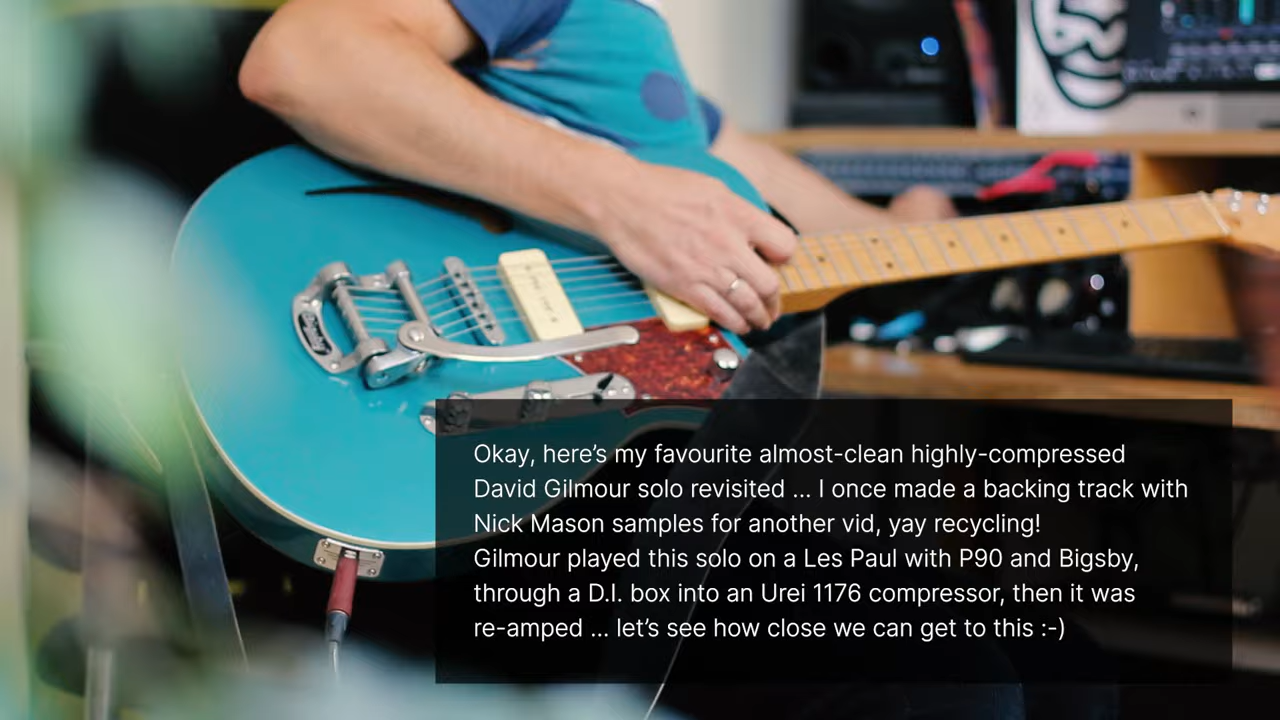 Okay, here’s my favourite almost-clean highly-compressed
David Gilmour solo revisited ... I once made a backing track with
Nick Mason samples for another vid, yay recycling!
Gilmour played this solo on a Les Paul with P90 and Bigsby,
through a D.I. box into an Urei 1176 compressor, then it was
re-amped ... let’s see how close we can get to this :-)